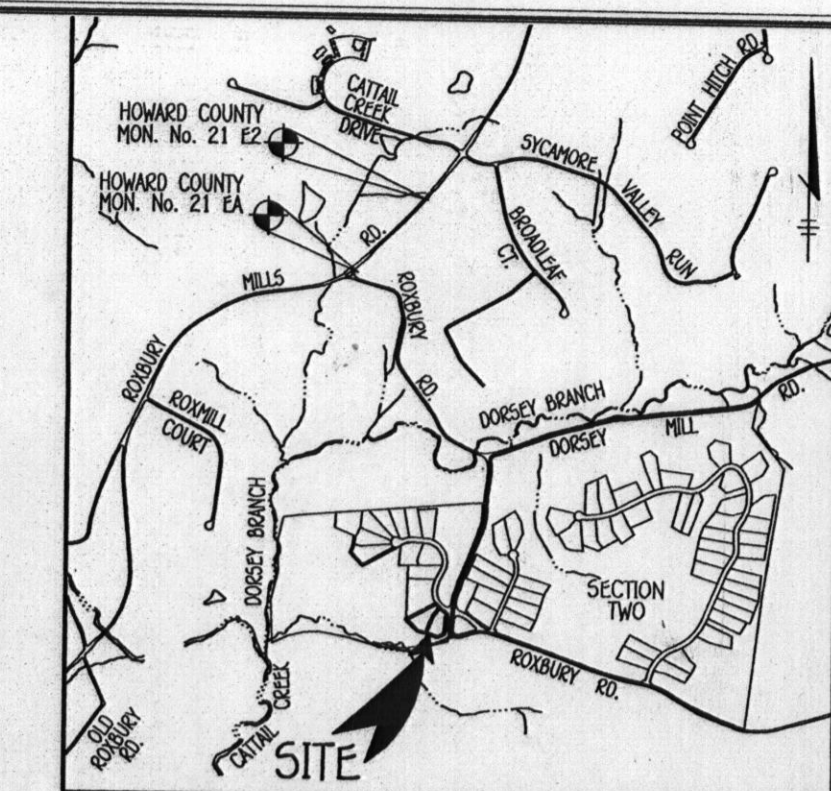 POINT HITCH RD.
CATTAIL
CREEK
DRIVE
HOWARD COUNTY
MON. No. 21 E2
SYCAMORE
VALLEY
RUN
HOWARD COUNTY
MON. No. 21 EA
BROADLEAF
CT.
RD.
MILLS
ROXBURY
ROXBURY
RD.
ROXMILL
COURT
DORSEY BRANCH
DORSEY
MILL
RD.
DORSEY BRANCH
SECTION
TWO
ROXBURY RD.
CREEK
CATTAIL
OLD
ROXBURY
RD.
SITE